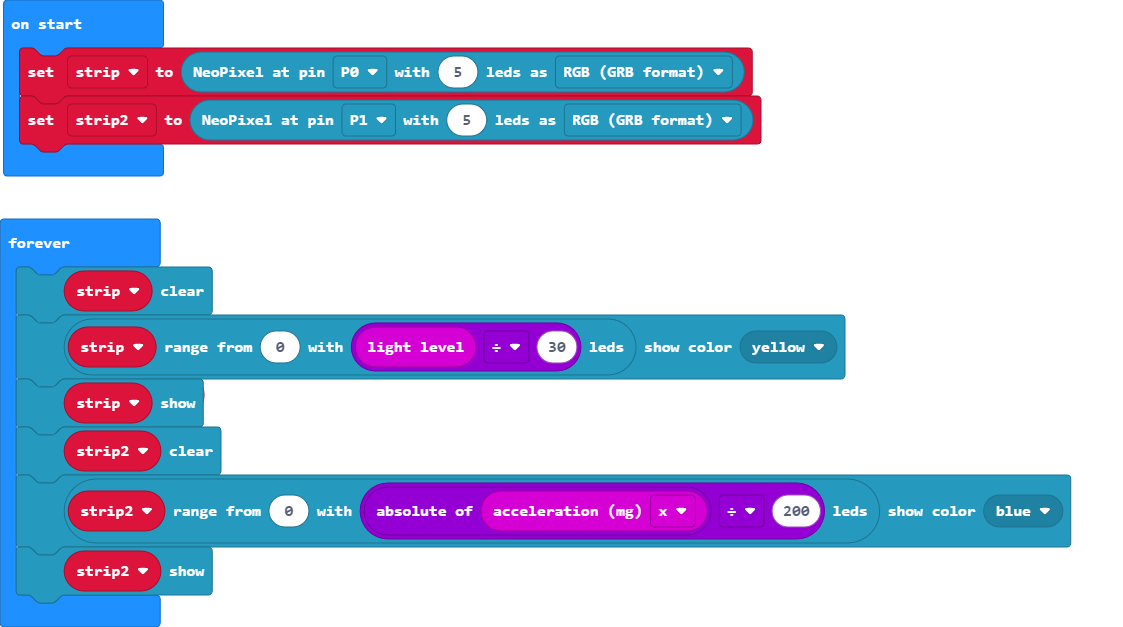 on start
set strip to NeoPixel at pin P0 with 5 leds as RGB (GRB format)
set strip2 to NeoPixel at pin P1 with 5 leds as RGB (GRB format)
forever
strip clear
strip range from 0 with light level ÷ 30 leds show color yellow
strip show
strip2 clear
strip2 range from 0 with absolute of acceleration (mg) x ÷ 200 leds show color blue
strip2 show